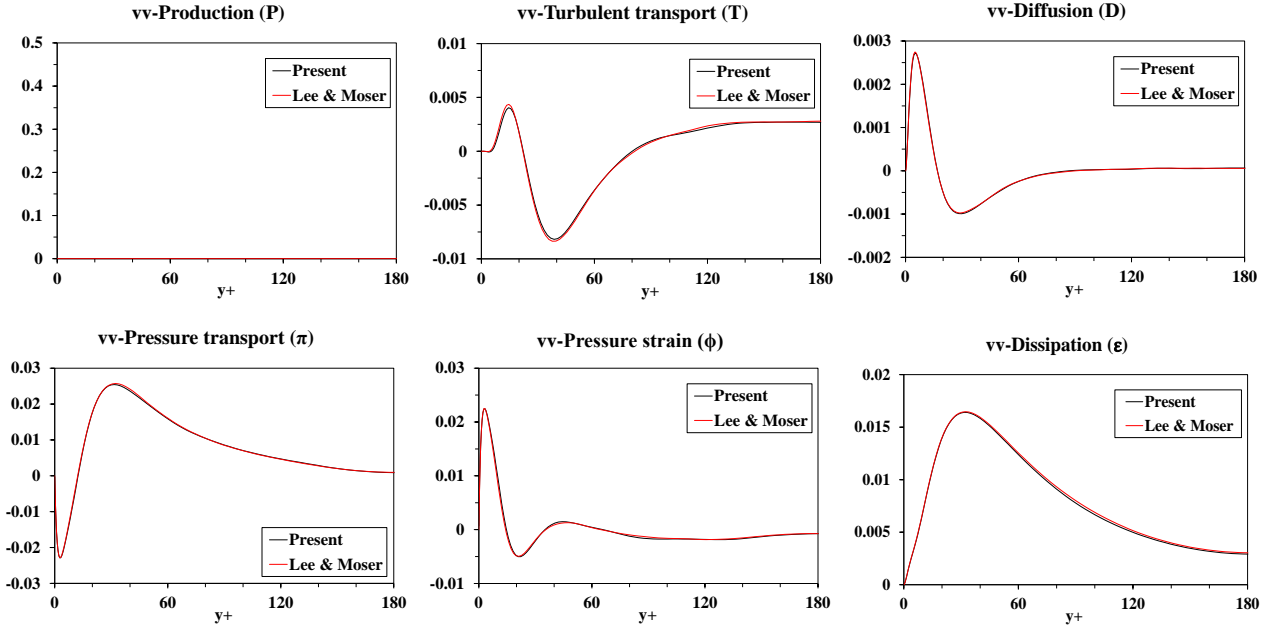 vv-Production (P)
0.5
0.4
0.3
0.2
0.1
0
0
60
120
180
y+
Present
Lee & Moser
vv-Turbulent transport (T)
0.01
0.005
0
-0.005
-0.01
0
60
120
180
y+
Present
Lee & Moser
vv-Diffusion (D)
0.003
0.002
0.001
0
-0.001
-0.002
0
60
120
180
y+
Present
Lee & Moser
vv-Pressure transport (π)
0.03
0.02
0.01
0
-0.01
-0.02
-0.03
0
60
120
180
y+
Present
Lee & Moser
vv-Pressure strain (ϕ)
0.03
0.02
0.01
0
-0.01
0
60
120
180
y+
Present
Lee & Moser
vv-Dissipation (ε)
0.02
0.015
0.01
0.005
0
0
60
120
180
y+
Present
Lee & Moser